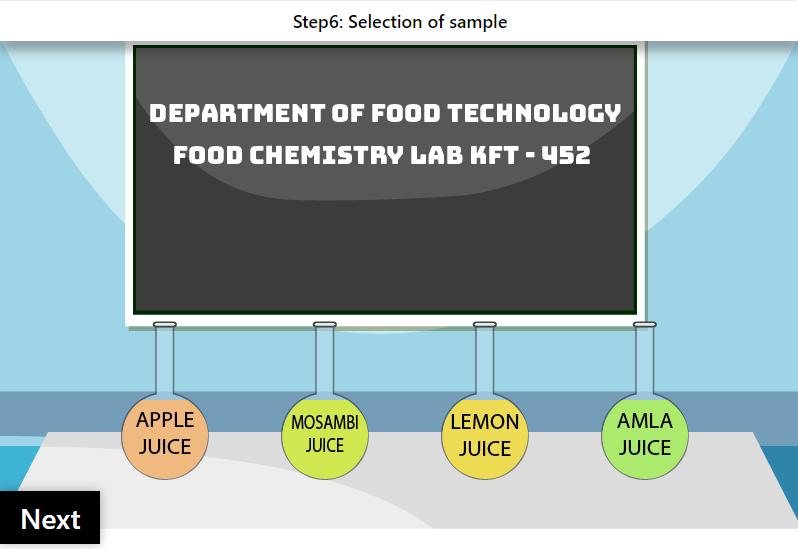 Step6: Selection of sample
DEPARTMENT OF FOOD TECHNOLOGY
FOOD CHEMISTRY LAB KFT - 452
APPLE
JUICE
MOSAMBI
JUICE
LEMON
JUICE
AMLA
JUICE
Next